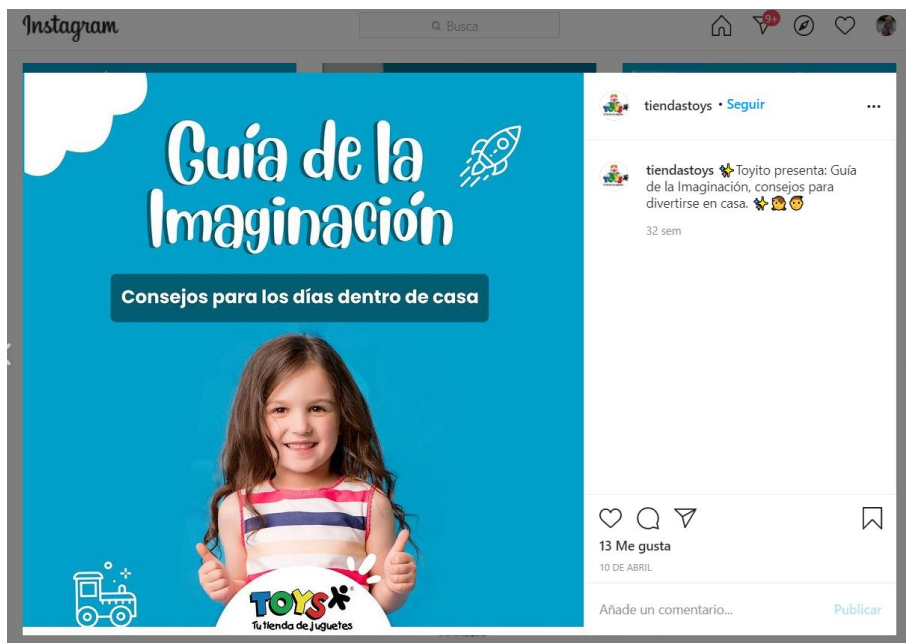 Instagram
Busca
9+
Guía de la
Imaginación
Consejos para los días dentro de casa
TOYS
Tu tienda de juguetes
tiendastoys • Seguir
tiendastoys ✨Toyito presenta: Guía
de la Imaginación, consejos para
divertirse en casa. ✨👧👦
32 sem
13 Me gusta
10 DE ABRIL
Añade un comentario...
Publicar